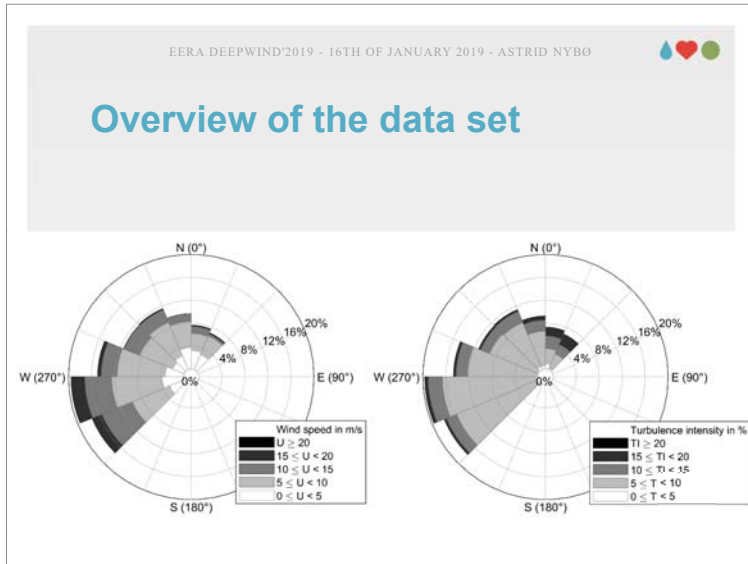 EERA DEEPWIND'2019 - 16TH OF JANUARY 2019 - ASTRID NYBØ
Overview of the data set
N (0°)
20%
16%
12%
8%
4%
0%
W (270°)
E (90°)
S (180°)
Wind speed in m/s
U ≥ 20
15 ≤ U < 20
10 ≤ U < 15
5 ≤ U < 10
0 ≤ U < 5
N (0°)
20%
16%
12%
8%
4%
0%
W (270°)
E (90°)
S (180°)
Turbulence intensity in %
TI ≥ 20
15 ≤ TI < 20
10 ≤ TI < 15
5 ≤ T < 10
0 ≤ T < 5